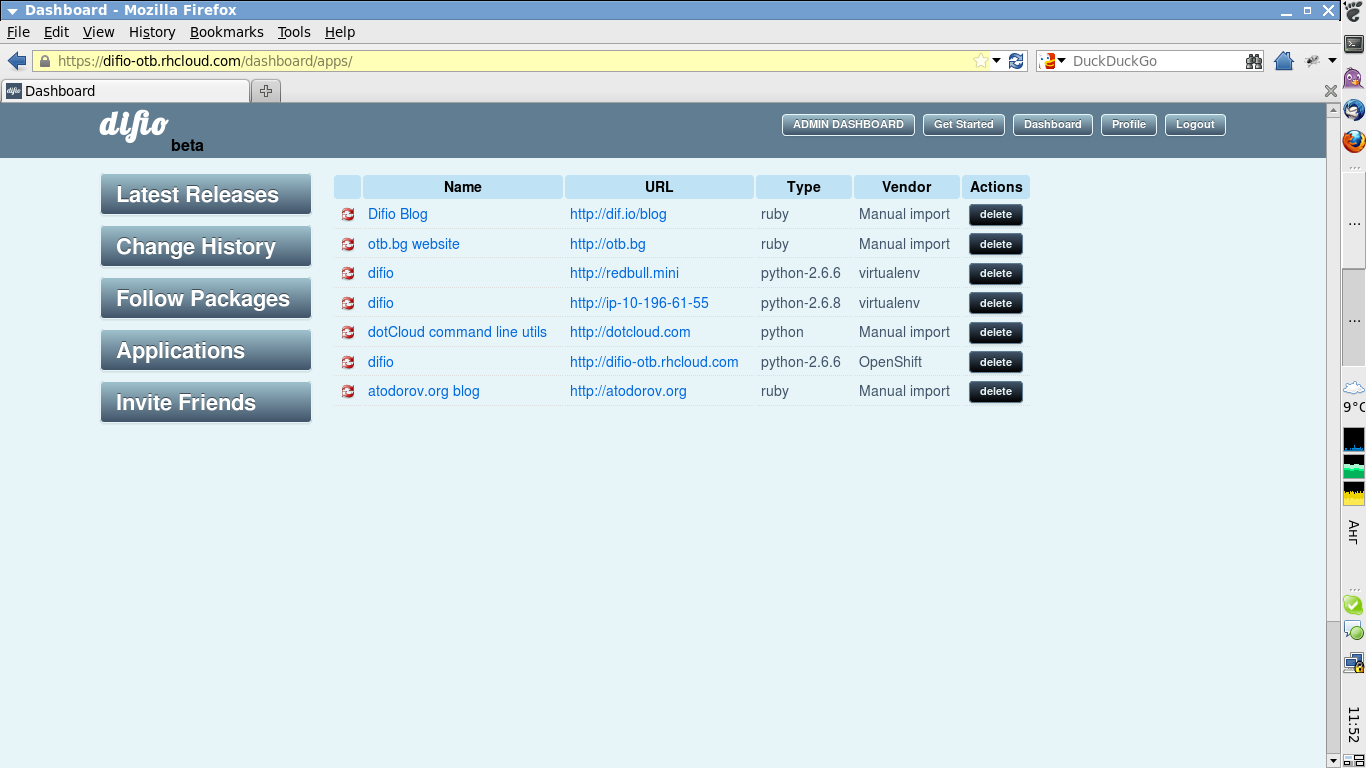 Dashboard - Mozilla Firefox
File Edit View History Bookmarks Tools Help
https://difio-otb.rhcloud.com/dashboard/apps/ DuckDuckGo
difio Dashboard
difio beta
ADMIN DASHBOARD Get Started Dashboard Profile Logout
Latest Releases
Change History
Follow Packages
Applications
Invite Friends
Name URL Type Vendor Actions
Difio Blog http://dif.io/blog ruby Manual import delete
otb.bg website http://otb.bg ruby Manual import delete
difio http://redbull.mini python-2.6.6 virtualenv delete
difio http://ip-10-196-61-55 python-2.6.8 virtualenv delete
dotCloud command line utils http://dotcloud.com python Manual import delete
difio http://difio-otb.rhcloud.com python-2.6.6 OpenShift delete
atodorov.org blog http://atodorov.org ruby Manual import delete
...
...
9°C
Анг
11:52